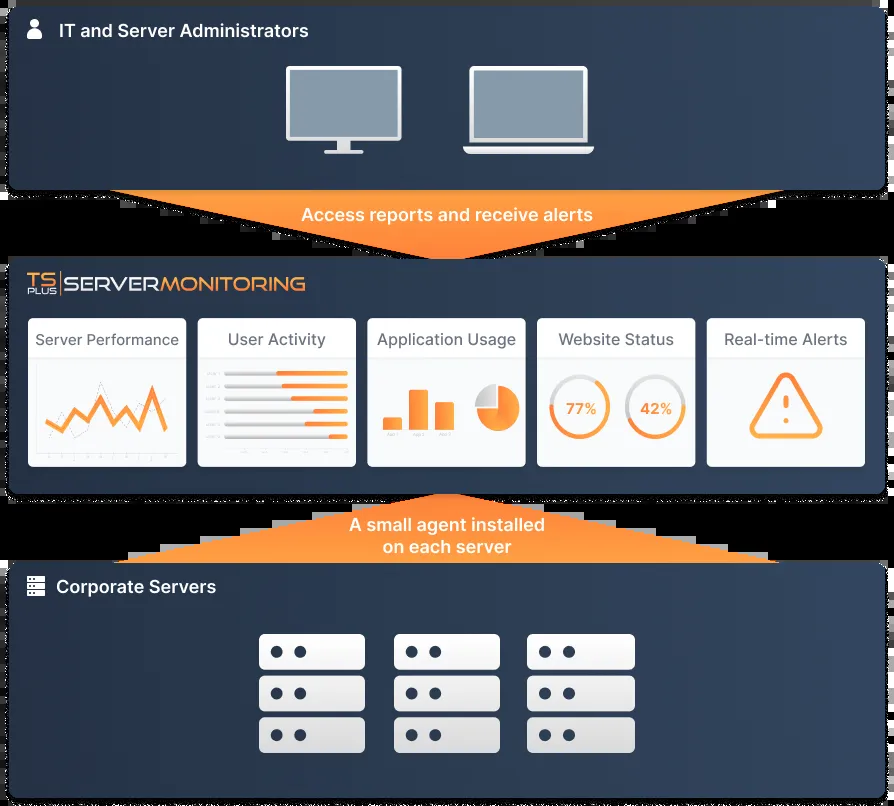 IT and Server Administrators
Access reports and receive alerts
TS PLUS SERVERMONITORING
Server Performance
User Activity
Application Usage
Website Status
Real-time Alerts
77%
42%
A small agent installed
on each server
Corporate Servers